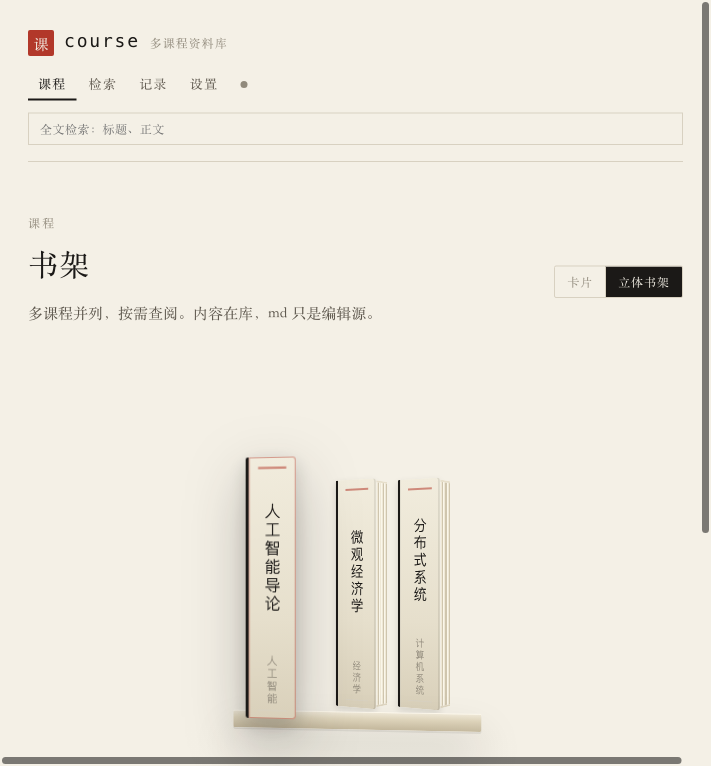 课 course 多课程资料库
课程 检索 记录 设置
全文检索：标题、正文
课程
书架
卡片 立体书架
多课程并列，按需查阅。内容在库，md 只是编辑源。
人工智能导论
人工智能
微观经济学
经济学
分布式系统
计算机系统